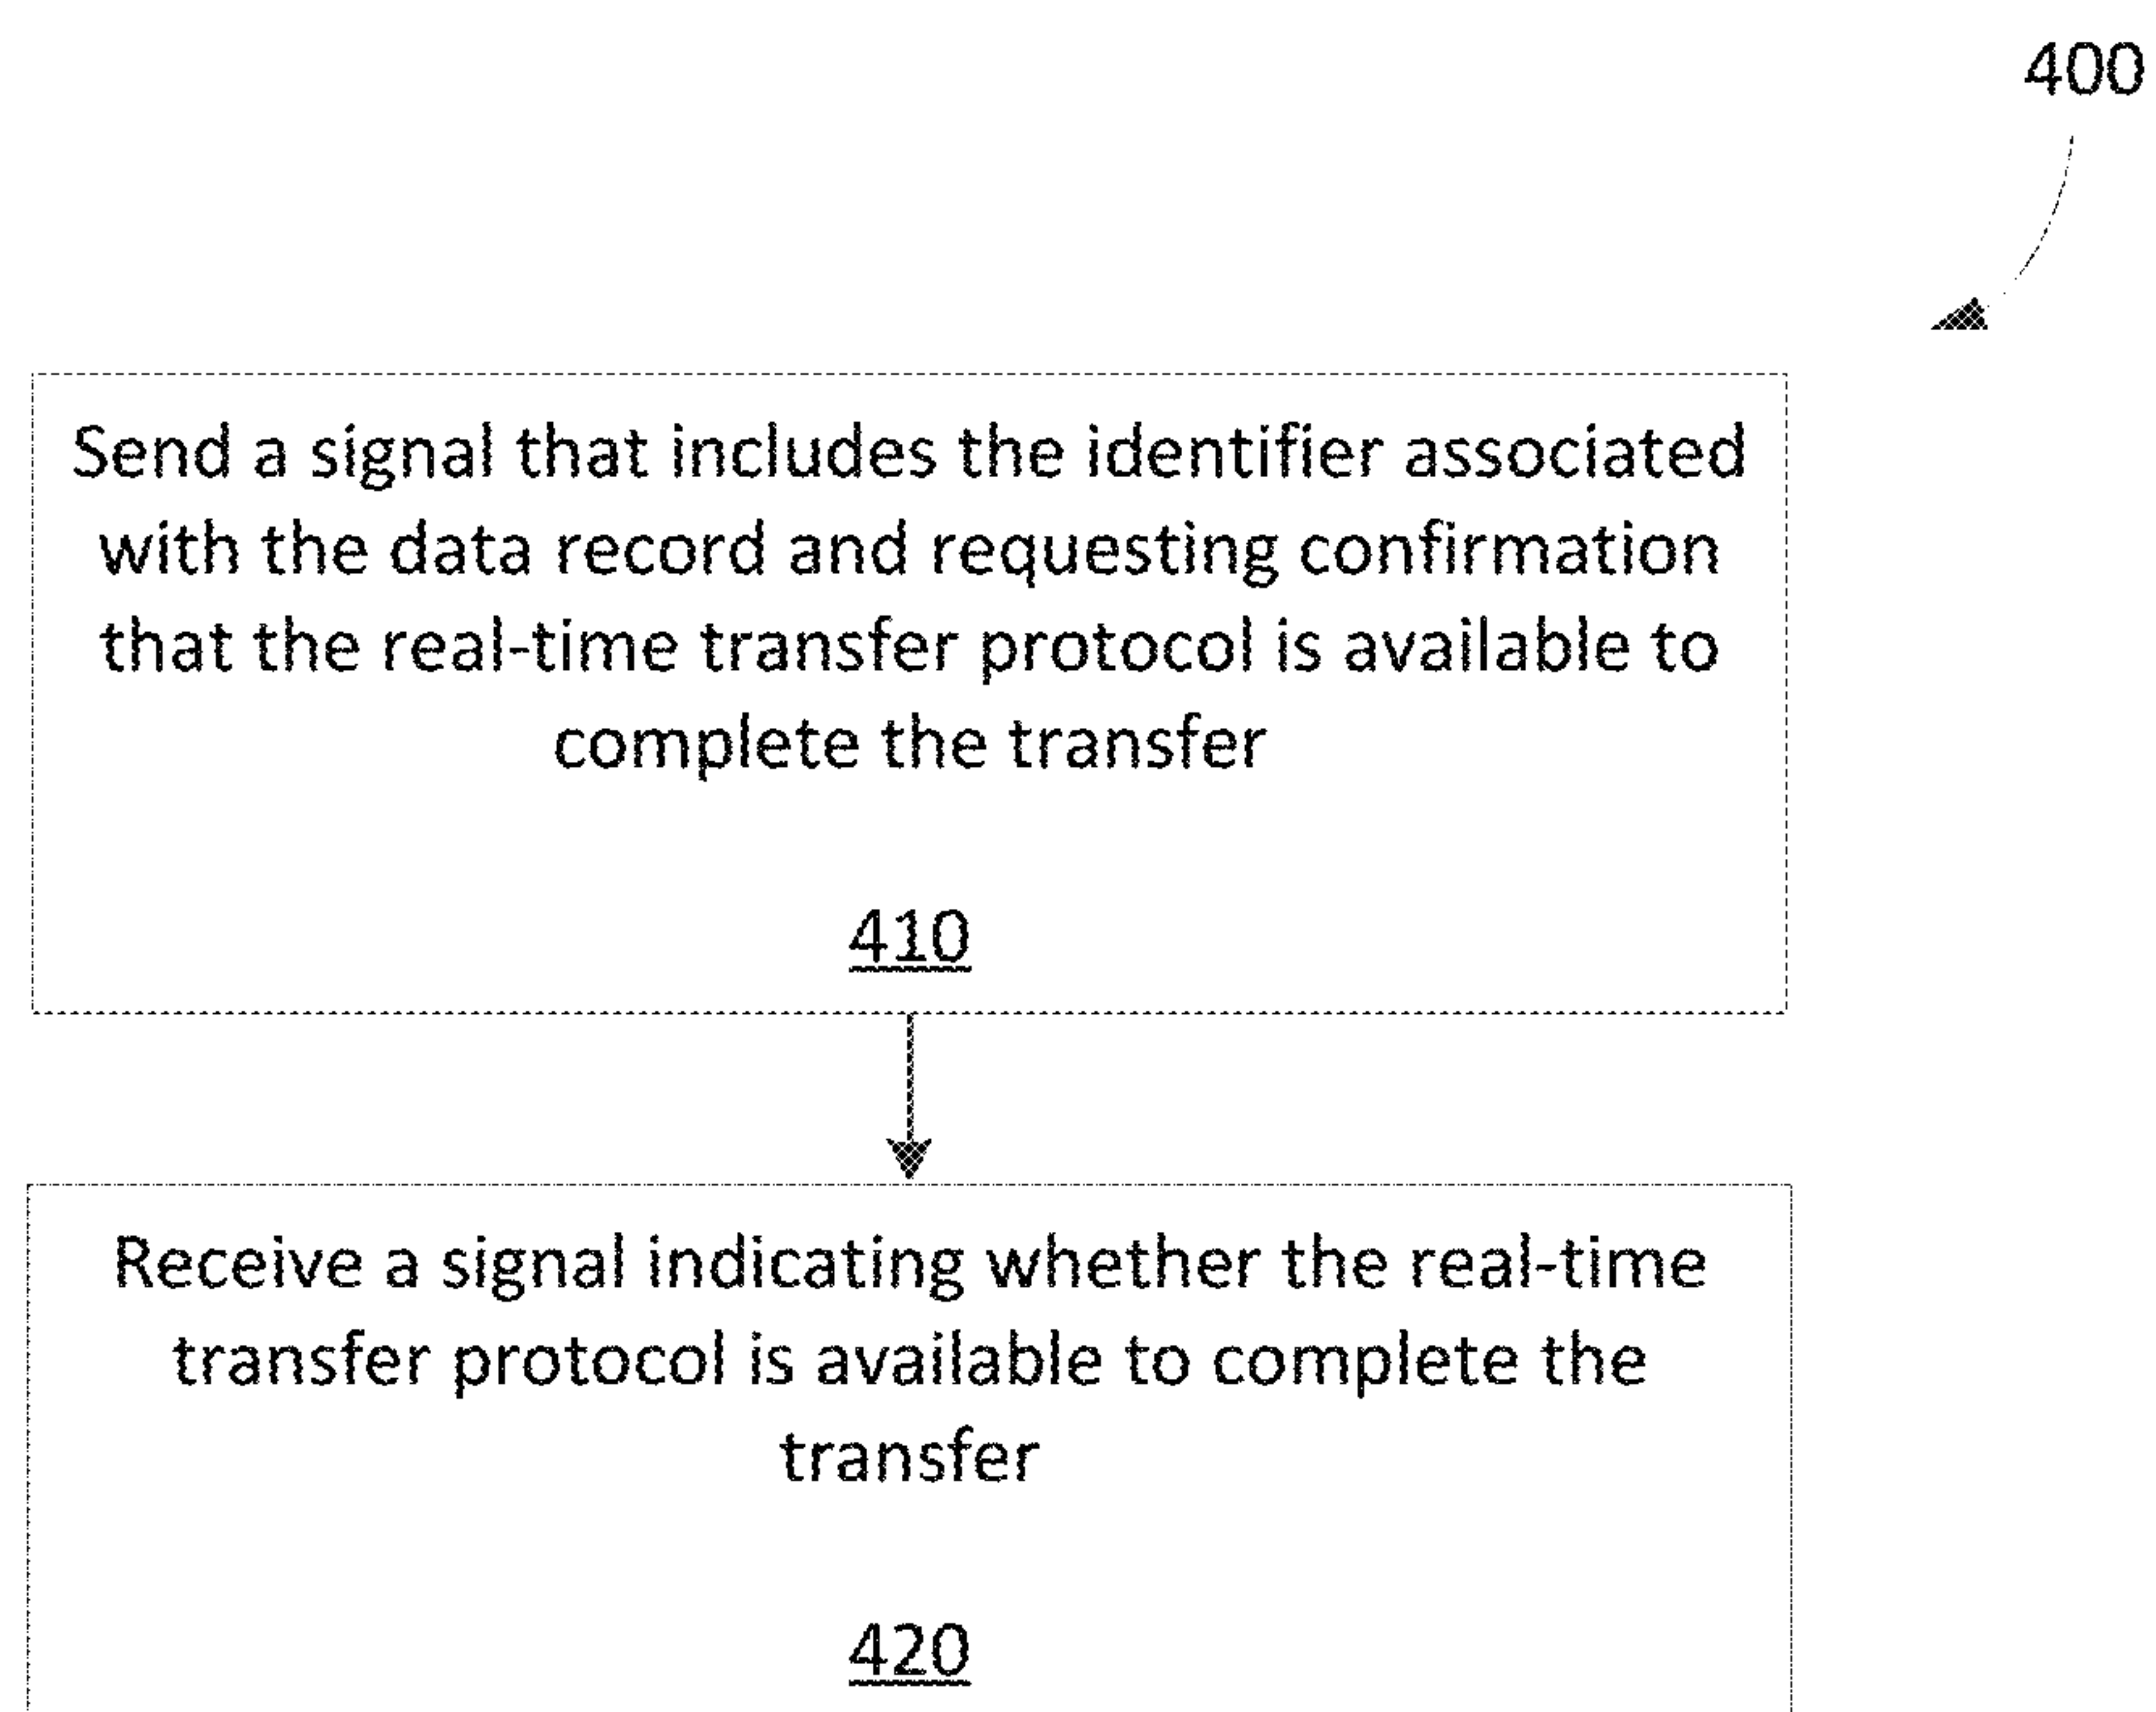 400
Send a signal that includes the identifier associated
with the data record and requesting confirmation
that the real-time transfer protocol is available to
complete the transfer
410
Receive a signal indicating whether the real-time
transfer protocol is available to complete the
transfer
420